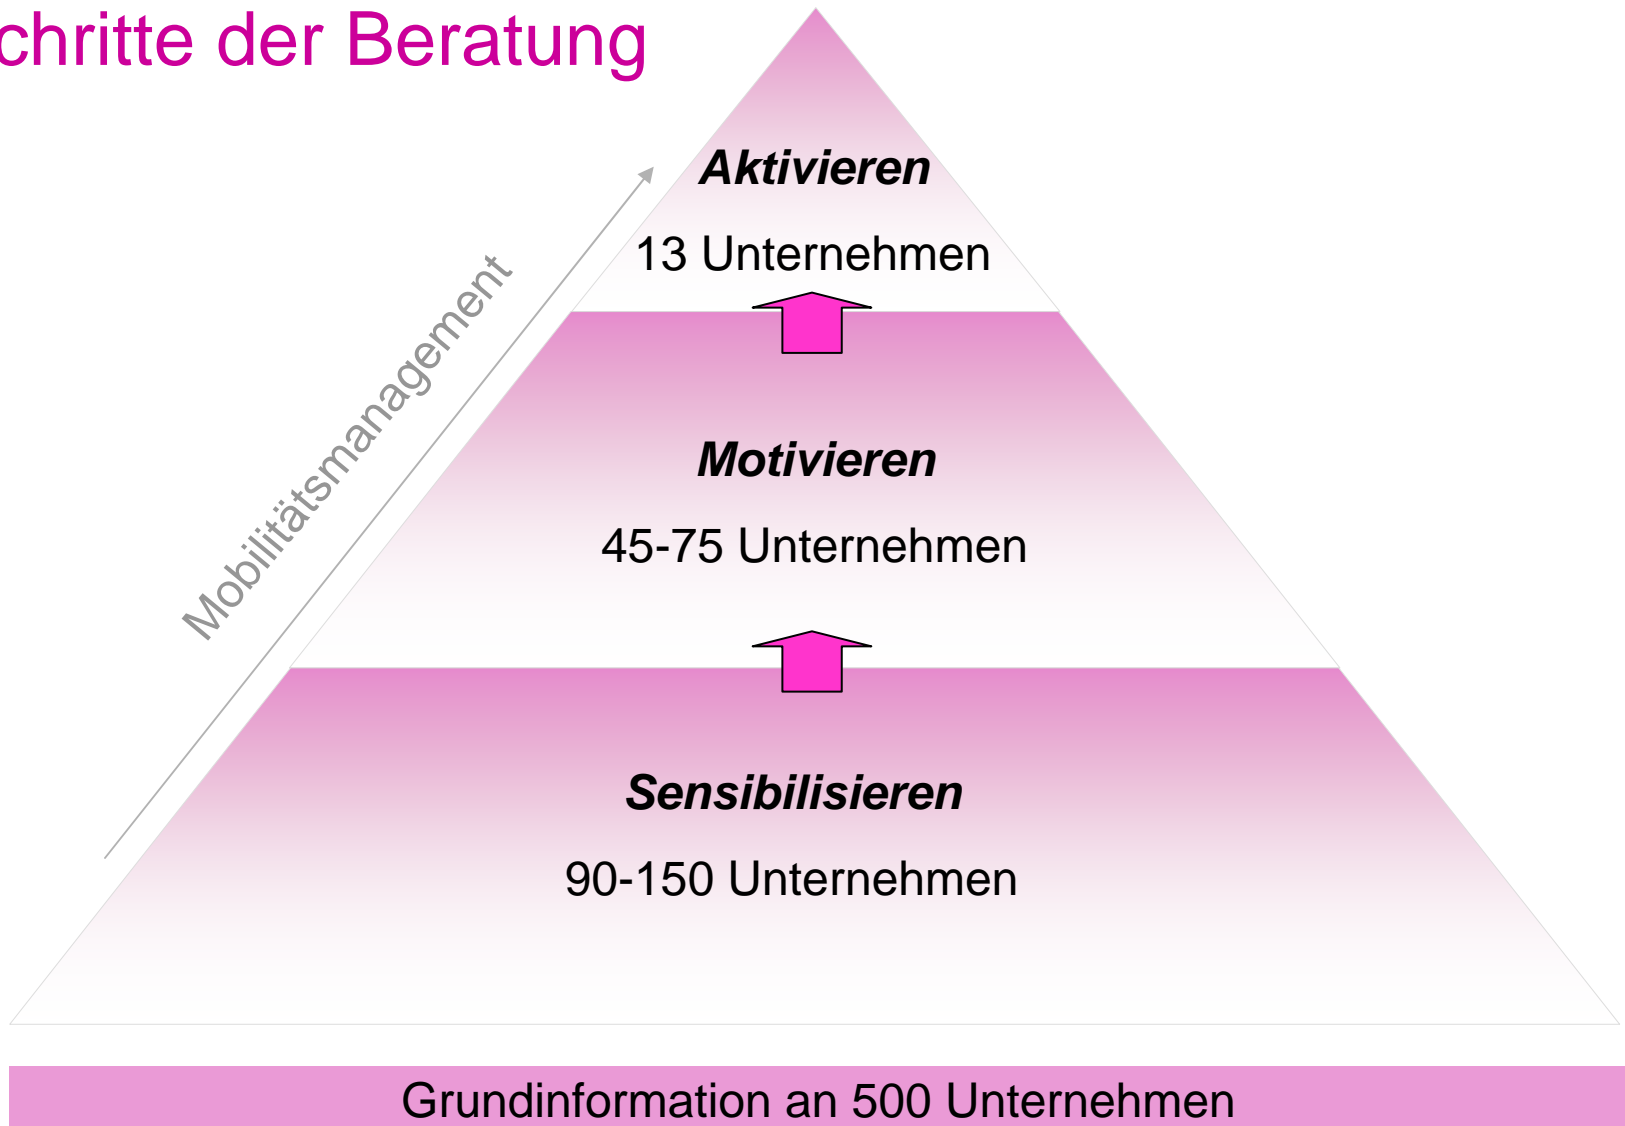 chritte der Beratung
Aktivieren
13 Unternehmen
Mobilitätsmanagement
Motivieren
45-75 Unternehmen
Sensibilisieren
90-150 Unternehmen
Grundinformation an 500 Unternehmen